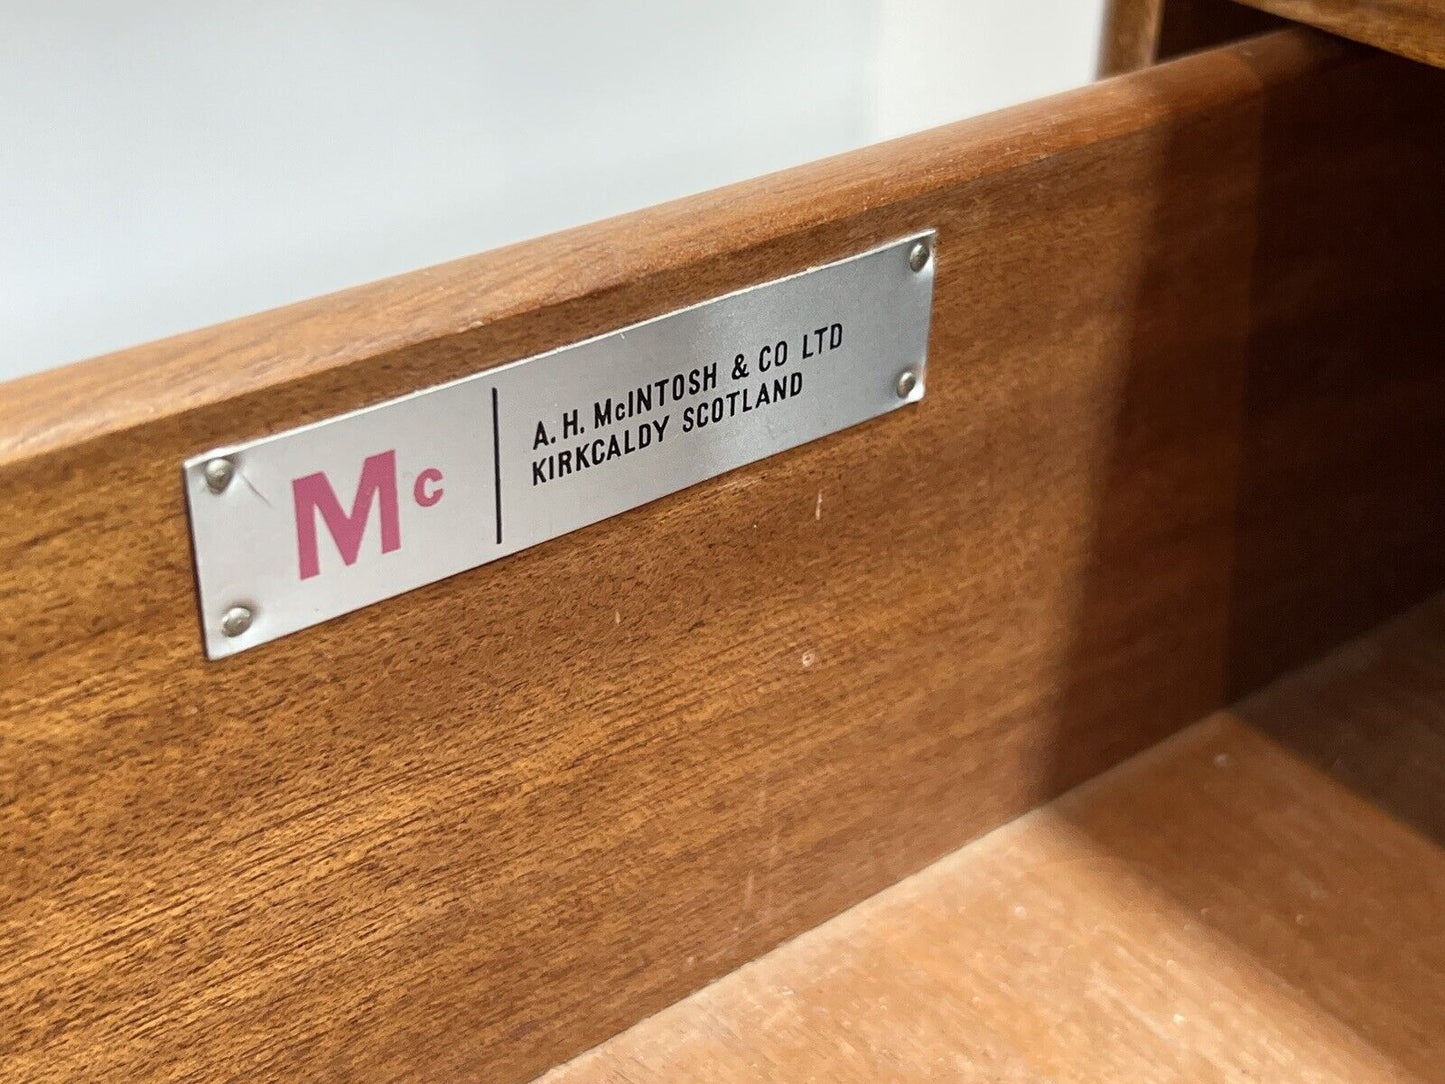 Mc
A. H. McINTOSH & CO LTD
KIRKCALDY SCOTLAND